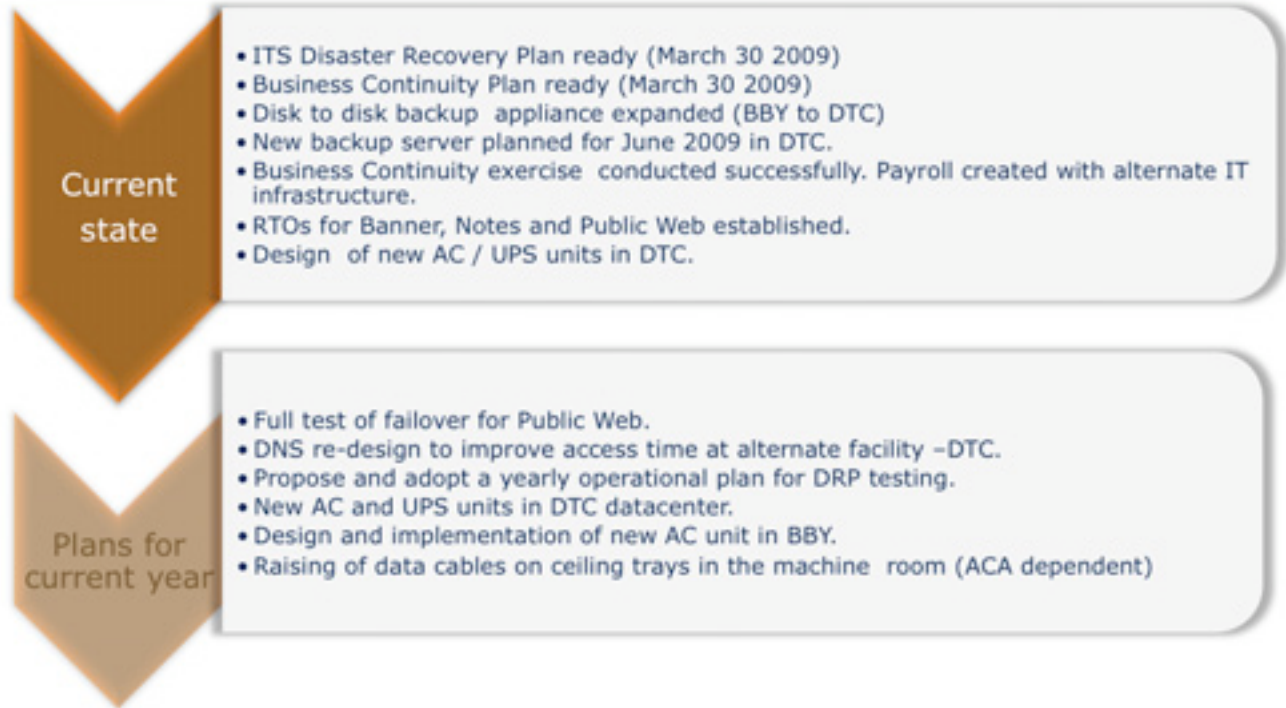 Current
state
• ITS Disaster Recovery Plan ready (March 30 2009)
• Business Continuity Plan ready (March 30 2009)
• Disk to disk backup appliance expanded (BBY to DTC)
• New backup server planned for June 2009 in DTC.
• Business Continuity exercise conducted successfully. Payroll created with alternate IT
infrastructure.
• RTOs for Banner, Notes and Public Web established.
• Design of new AC / UPS units in DTC.
Plans for
current year
• Full test of failover for Public Web.
• DNS re-design to improve access time at alternate facility –DTC.
• Propose and adopt a yearly operational plan for DRP testing.
• New AC and UPS units in DTC datacenter.
• Design and implementation of new AC unit in BBY.
• Raising of data cables on ceiling trays in the machine room (ACA dependent)